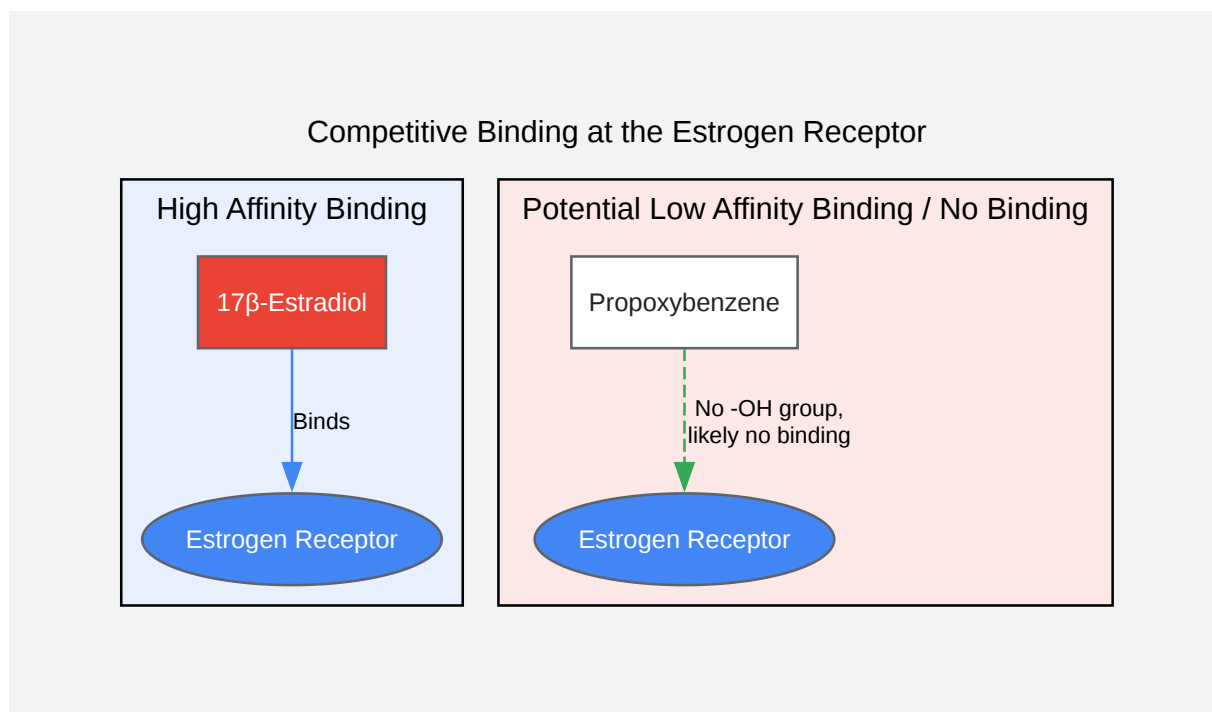 Competitive Binding at the Estrogen Receptor
High Affinity Binding
17β-Estradiol
Binds
Estrogen Receptor
Potential Low Affinity Binding / No Binding
Propoxybenzene
No -OH group,
likely no binding
Estrogen Receptor